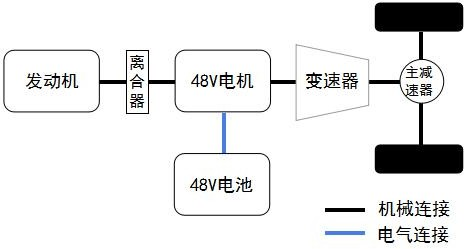 发动机
离合器
48V电机
变速器
主减
速器
48V电池
机械连接
电气连接